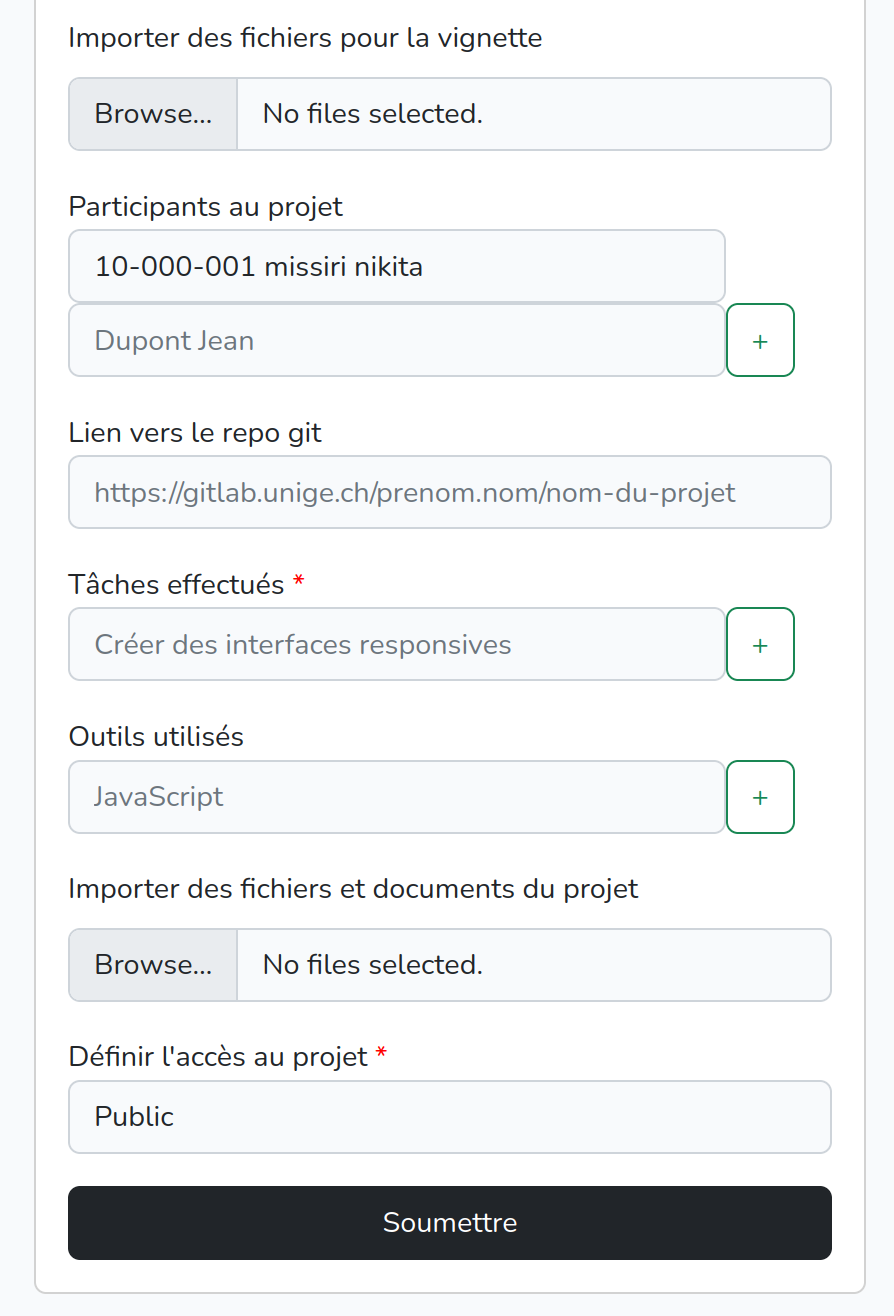 Importer des fichiers pour la vignette
Browse... No files selected.
Participants au projet
10-000-001 missiri nikita
Dupont Jean
+
Lien vers le repo git
https://gitlab.unige.ch/prenom.nom/nom-du-projet
Tâches effectués *
Créer des interfaces responsives
+
Outils utilisés
JavaScript
+
Importer des fichiers et documents du projet
Browse... No files selected.
Définir l'accès au projet *
Public
Soumettre